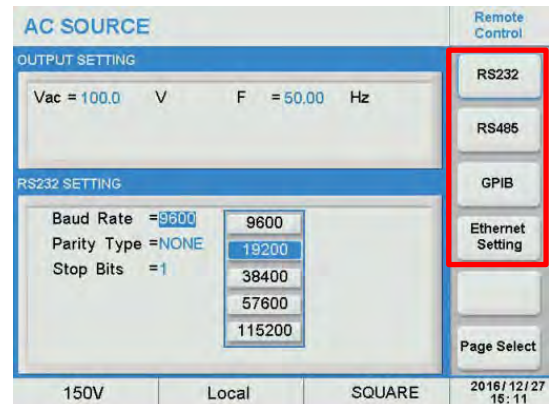 AC SOURCE
OUTPUT SETTING
Vac = 100.0 V F = 50.00 Hz
RS232 SETTING
Baud Rate =9600
Parity Type =NONE
Stop Bits =1
9600
19200
38400
57600
115200
Remote
Control
RS232
RS485
GPIB
Ethernet
Setting
Page Select
150V Local SQUARE
2016/12/27
15:11